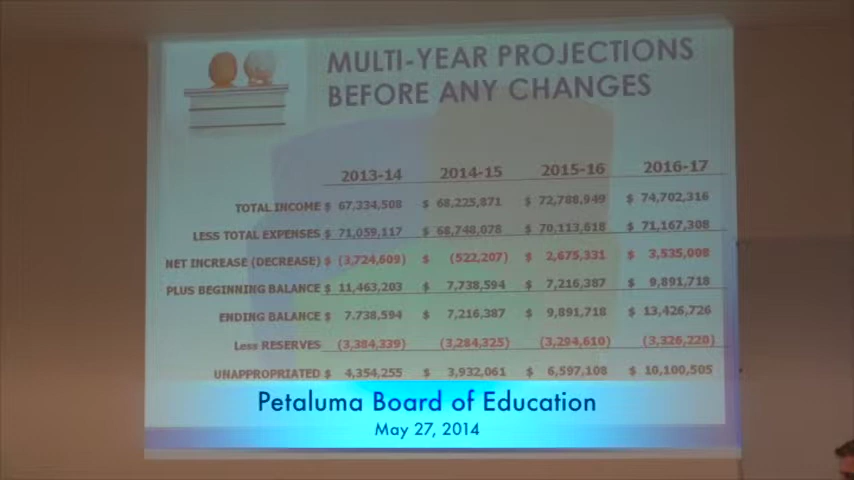 MULTI-YEAR PROJECTIONS
BEFORE ANY CHANGES
2013-14 2014-15 2015-16 2016-17
TOTAL INCOME $ 67,334,508 $ 68,225,871 $ 72,788,949 $ 74,702,316
LESS TOTAL EXPENSES $ 71,059,117 $ 68,748,078 $ 70,113,618 $ 71,167,308
NET INCREASE (DECREASE) $ (3,724,609) $ (522,207) $ 2,675,331 $ 3,535,008
PLUS BEGINNING BALANCE $ 11,463,203 $ 7,738,594 $ 7,216,387 $ 9,891,718
ENDING BALANCE $ 7,738,594 $ 7,216,387 $ 9,891,718 $ 13,426,726
Less RESERVES (3,384,339) (3,284,325) (3,294,610) (3,326,220)
UNAPPROPRIATED $ 4,354,255 $ 3,932,061 $ 6,597,108 $ 10,100,505
Petaluma Board of Education
May 27, 2014